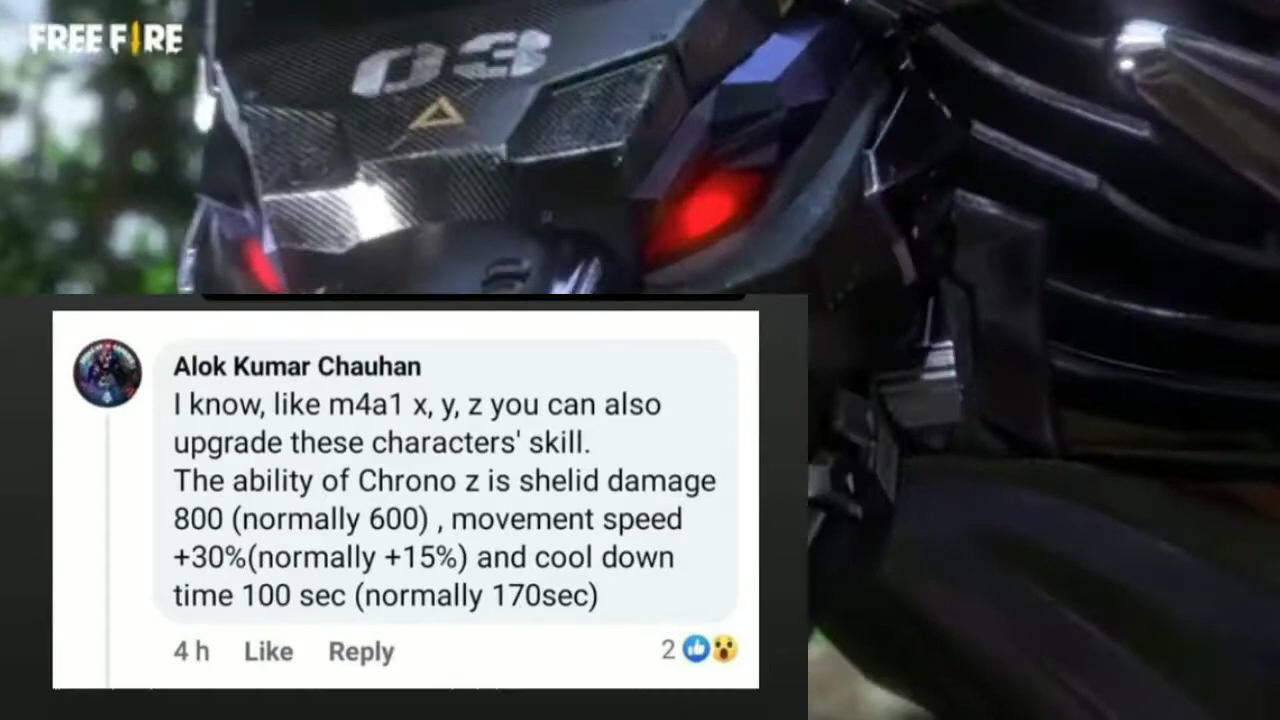 FREE FIRE
03
Alok Kumar Chauhan
I know, like m4a1 x, y, z you can also
upgrade these characters' skill.
The ability of Chrono z is shelid damage
800 (normally 600) , movement speed
+30%(normally +15%) and cool down
time 100 sec (normally 170sec)
4 h Like Reply 2